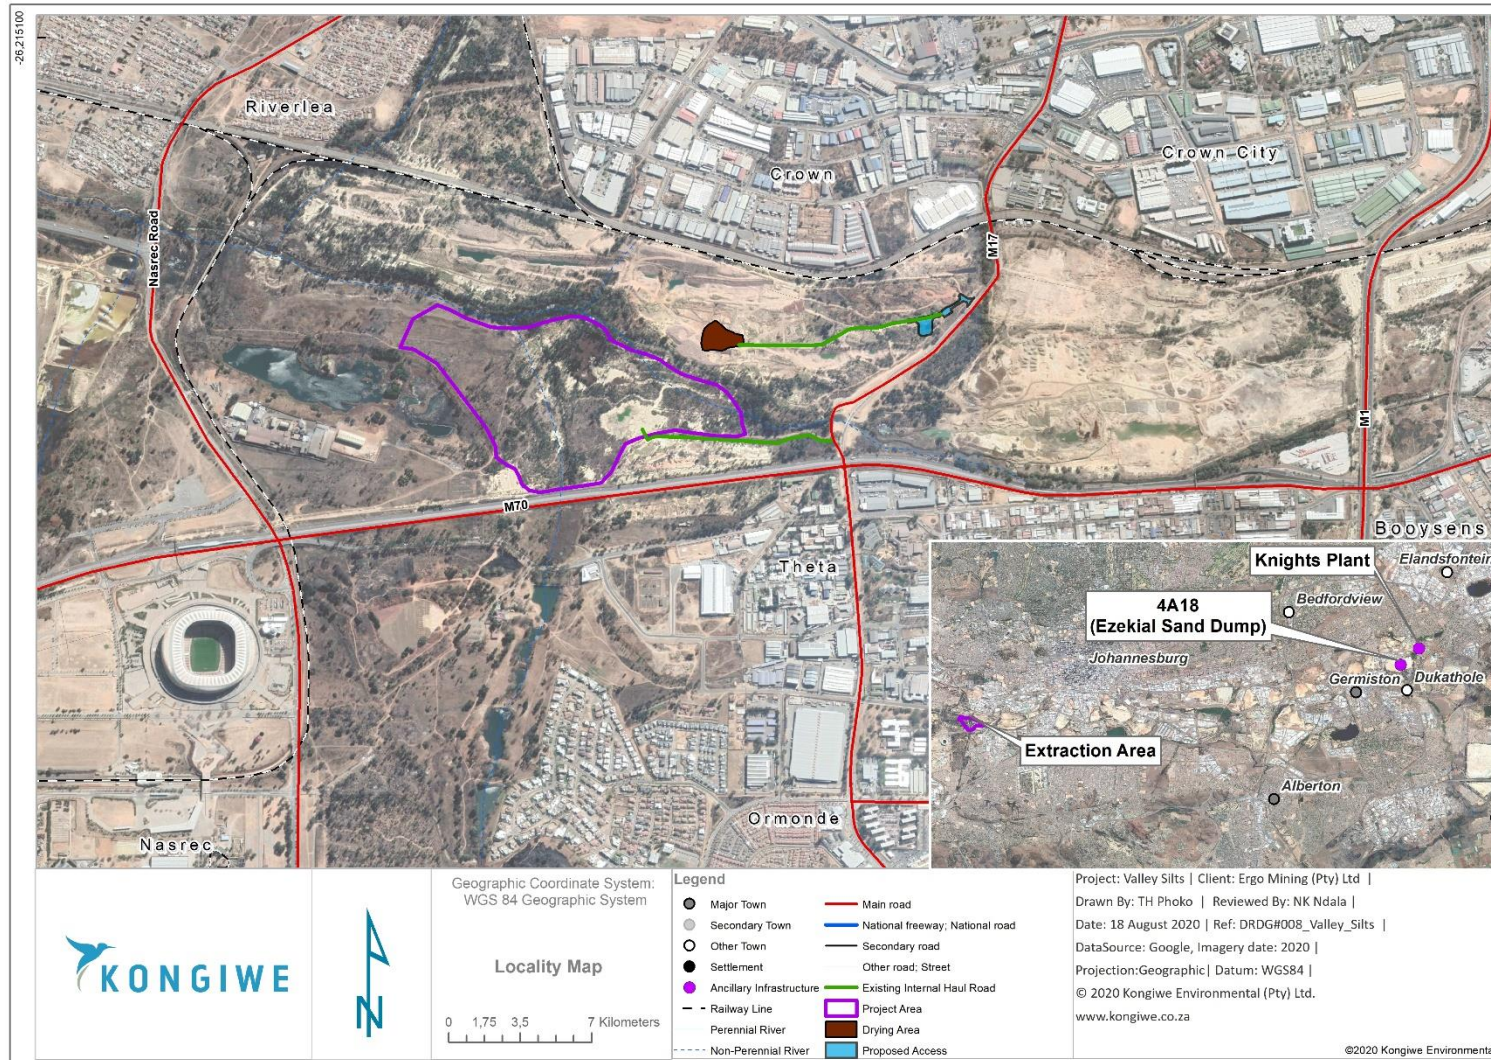 -26,215100
Riverlea
Crown
Crown City
Nasrec Road
M17
M1
M70
Theta
Booysens
Ormonde
Nasrec
Knights Plant
Elandsfontein
Bedfordview
4A18
(Ezekial Sand Dump)
Johannesburg
Germiston
Dukathole
Extraction Area
Alberton
KONGIWE
N
Geographic Coordinate System:
WGS 84 Geographic System
Locality Map
0 1,75 3,5 7 Kilometers
Legend
Major Town
Secondary Town
Other Town
Settlement
Ancillary Infrastructure
Railway Line
Perennial River
Non-Perennial River
Main road
National freeway; National road
Secondary road
Other road; Street
Existing Internal Haul Road
Project Area
Drying Area
Proposed Access
Project: Valley Silts | Client: Ergo Mining (Pty) Ltd |
Drawn By: TH Phoko | Reviewed By: NK Ndala |
Date: 18 August 2020 | Ref: DRDG#008_Valley_Silts |
DataSource: Google, Imagery date: 2020 |
Projection:Geographic| Datum: WGS84 |
© 2020 Kongiwe Environmental (Pty) Ltd.
www.kongiwe.co.za
©2020 Kongiwe Environmental